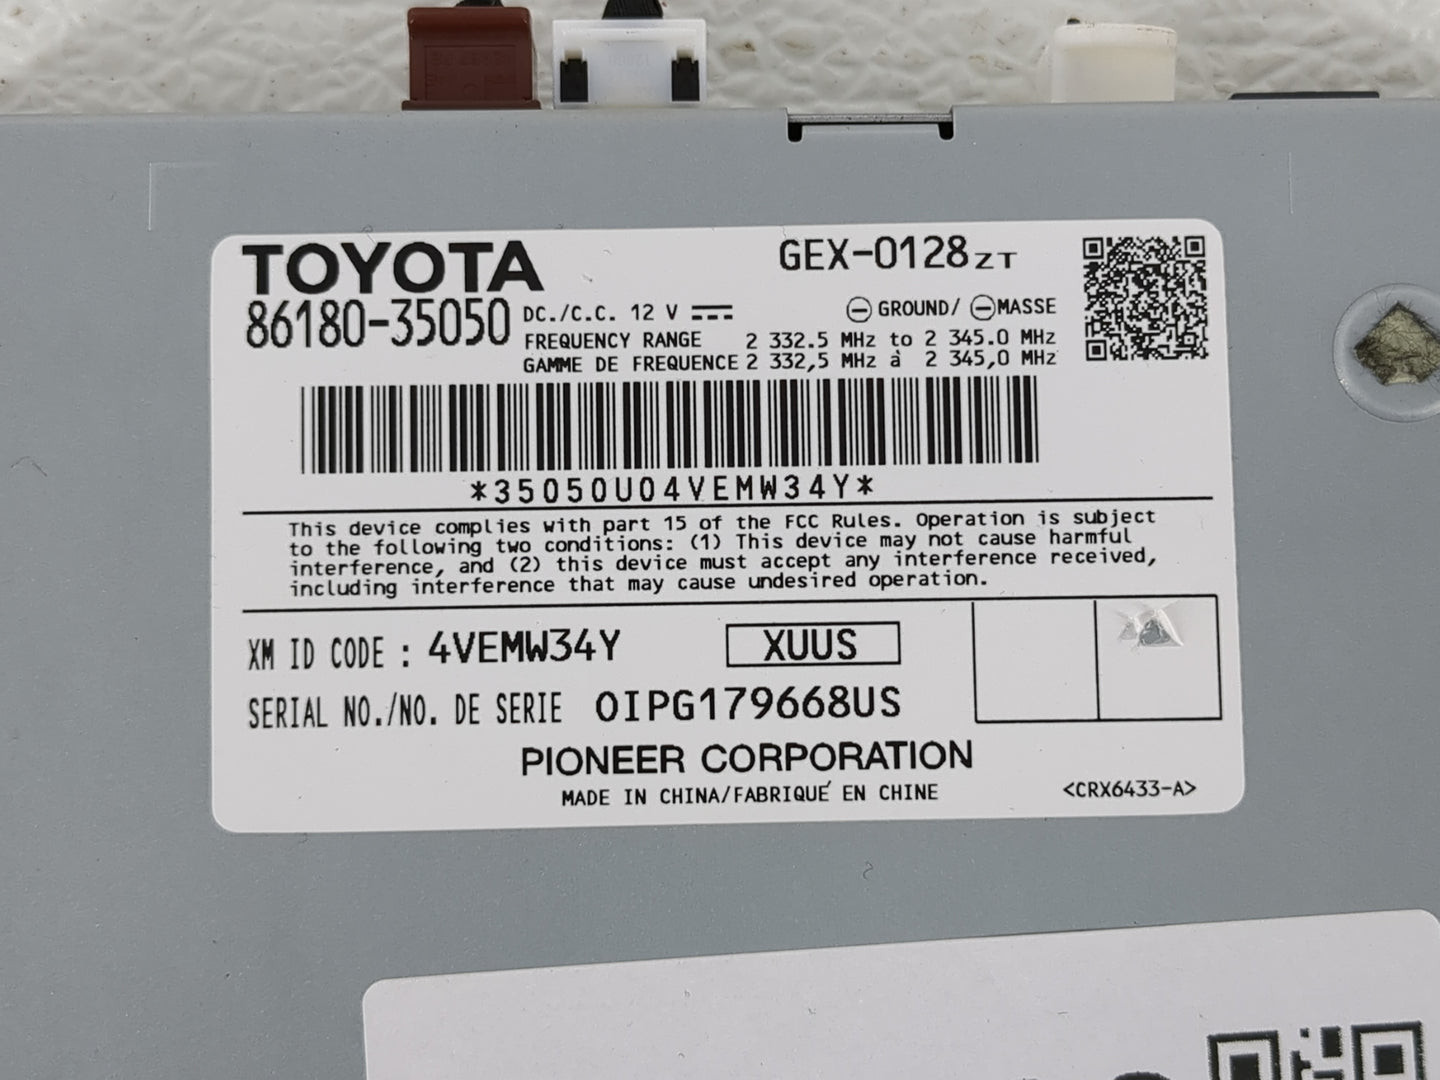 TOYOTA
GEX-0128ZT
86180-35050
DC./C.C. 12 V
GROUND/ MASSE
FREQUENCY RANGE 2 332.5 MHz to 2 345.0 MHz
GAMME DE FREQUENCE 2 332,5 MHz à 2 345,0 MHz
*35050U04VEMW34Y*
This device complies with part 15 of the FCC Rules. Operation is subject
to the following two conditions: (1) This device may not cause harmful
interference, and (2) this device must accept any interference received,
including interference that may cause undesired operation.
XM ID CODE : 4VEMW34Y
XUUS
SERIAL NO./NO. DE SERIE 0IPG179668US
PIONEER CORPORATION
MADE IN CHINA/FABRIQUÉ EN CHINE
<CRX6433-A>